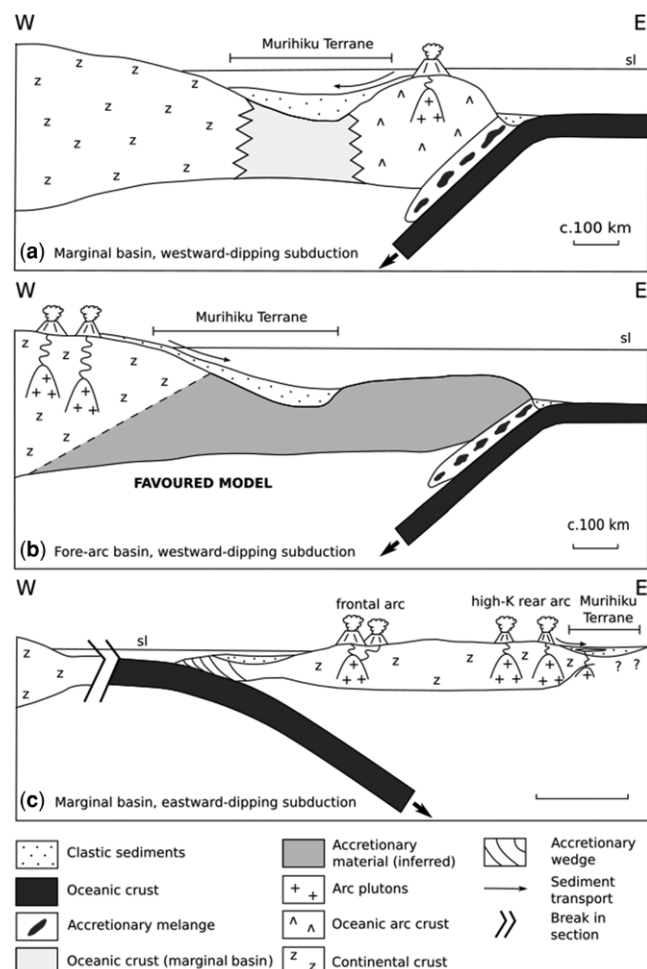 W
E
Murihiku Terrane
sl
c.100 km
(a) Marginal basin, westward-dipping subduction
W
E
Murihiku Terrane
sl
FAVOURED MODEL
c.100 km
(b) Fore-arc basin, westward-dipping subduction
W
E
frontal arc
high-K rear arc
Murihiku
Terrane
sl
? ?
(c) Marginal basin, eastward-dipping subduction
Clastic sediments
Oceanic crust
Accretionary melange
Oceanic crust (marginal basin)
Accretionary
material (inferred)
Arc plutons
Oceanic arc crust
Continental crust
Accretionary
wedge
Sediment
transport
Break in
section